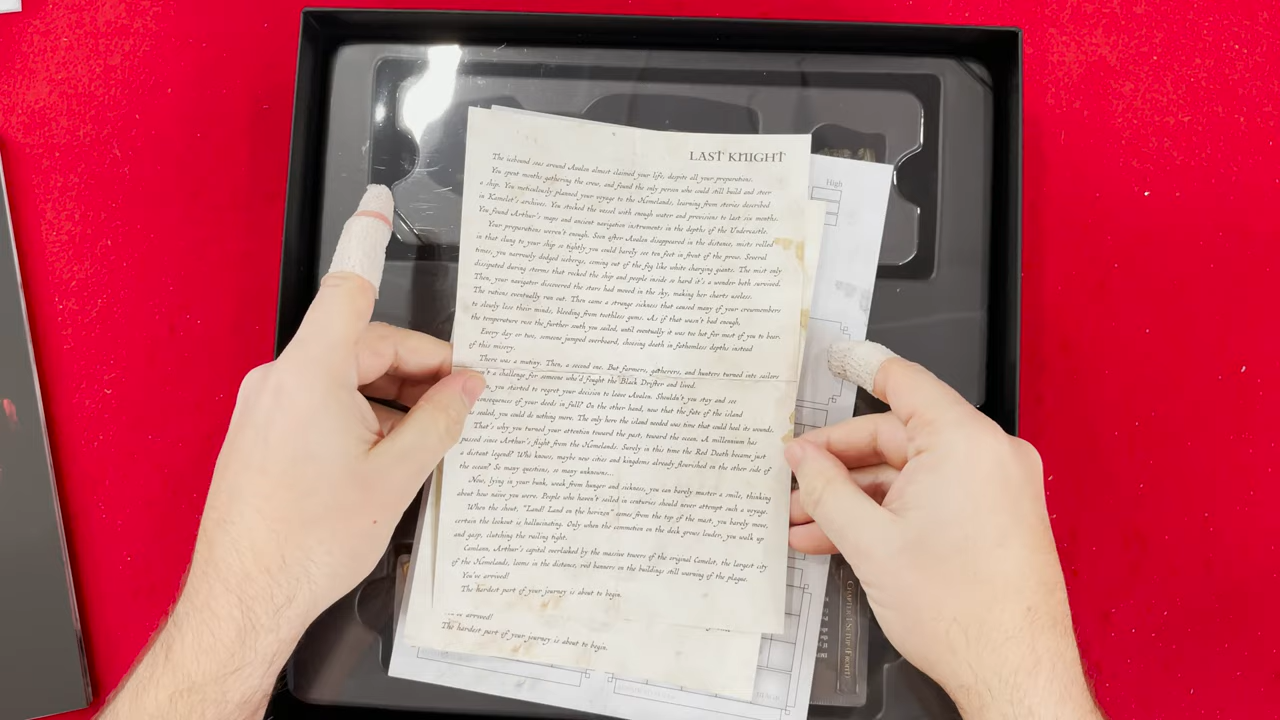 LAST KNIGHT
The icebound seas around Avalon almost claimed your life, despite all your preparations.
You spent months gathering the crew, and found the only person who could still build and steer
a ship. You meticulously planned your voyage to the Homelands, learning from stories described
in Kamelot's archives. You stocked the vessel with enough water and provisions to last six months.
You found Arthur's maps and ancient navigation instruments in the depths of the Undercastle.
Your preparations weren't enough. Soon after Avalon disappeared in the distance, mists rolled
in that clung to your ship so tightly you could barely see ten feet in front of the prow. Several
times, you narrowly dodged icebergs, coming out of the fog like white charging giants. The mist only
dissipated during storms that rocked the ship and people inside so hard it's a wonder both survived.
Then, your navigator discovered the stars had moved in the sky, making her charts useless.
The rations eventually run out. Then came a strange sickness that caused many of your crewmembers
to slowly lose their minds, bleeding from toothless gums. As if that wasn't bad enough,
the temperature rose the further south you sailed, until eventually it was too hot for most of you to bear.
Every day or two, someone jumped overboard, choosing death in fathomless depths instead
of this misery.
There was a mutiny. Then, a second one. But farmers, gatherers, and hunters turned into sailors
a challenge for someone who'd fought the Black Drifter and lived.
you started to regret your decision to leave Avalon. Shouldn't you stay and see
consequences of your deeds in full? On the other hand, now that the fate of the island
sealed, you could do nothing more. The only here the island needed was time that could heal its wounds.
That's why you turned your attention toward the past, toward the ocean. A millennium has
passed since Arthur's flight from the Homelands. Surely in this time the Red Death became just
a distant legend? Who knows, maybe new cities and kingdoms already flourished on the other side of
the ocean? So many questions, so many unknowns...
Now, lying in your bunk, weak from hunger and sickness, you can barely muster a smile, thinking
about how naive you were. People who haven't sailed in centuries should never attempt such a voyage.
When the shout, "Land! Land on the horizon" comes from the top of the mast, you barely move,
certain the lookout is hallucinating. Only when the commotion on the deck grows louder, you walk up
and gasp, clutching the railing tight.
Arthur's capital overlooked by the massive towers of the original Camelot, the largest city
of the Homelands, looms in the distance, red banners on the buildings still warning of the plague.
You've arrived!
The hardest part of your journey is about to begin.
arrived!
The hardest part of your journey is about to begin.
High